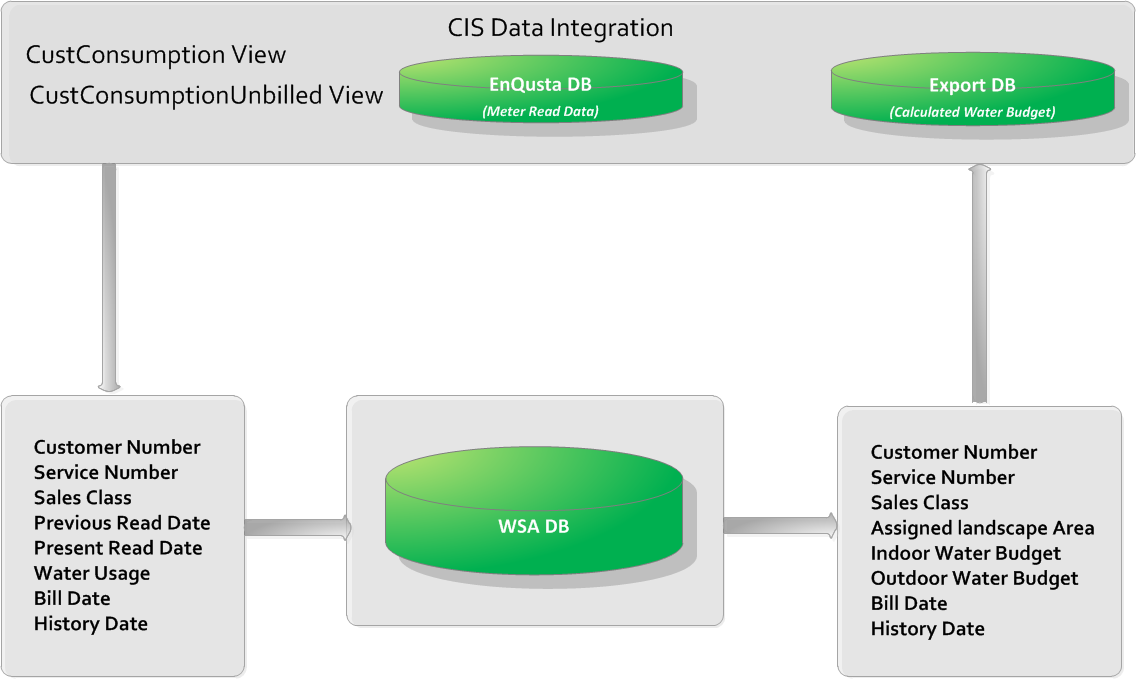 CIS Data Integration
CustConsumption View
CustConsumptionUnbilled View
EnQusta DB
(Meter Read Data)
Export DB
(Calculated Water Budget)
Customer Number
Service Number
Sales Class
Previous Read Date
Present Read Date
Water Usage
Bill Date
History Date
WSA DB
Customer Number
Service Number
Sales Class
Assigned landscape Area
Indoor Water Budget
Outdoor Water Budget
Bill Date
History Date